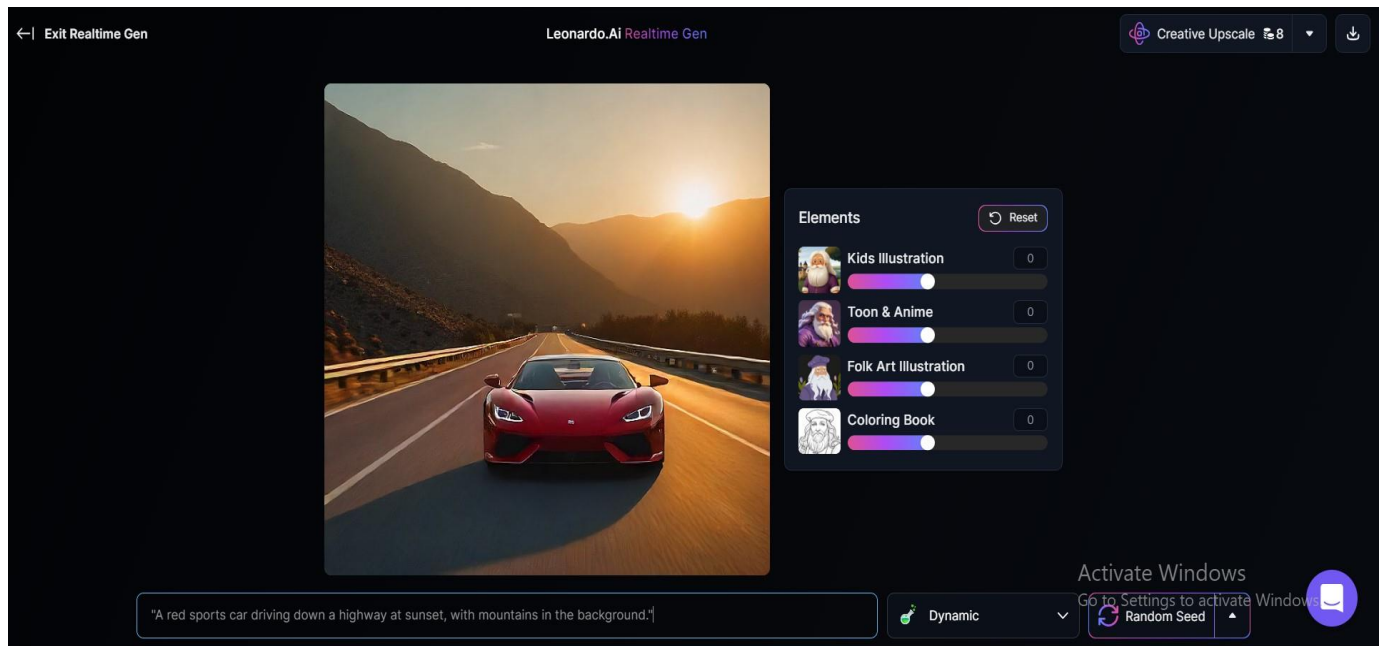 Exit Realtime Gen
Leonardo.Ai Realtime Gen
Creative Upscale 8
Elements
Reset
Kids Illustration
0
Toon & Anime
0
Folk Art Illustration
0
Coloring Book
0
Activate Windows
Go to Settings to activate Windows
"A red sports car driving down a highway at sunset, with mountains in the background."
Dynamic
Random Seed